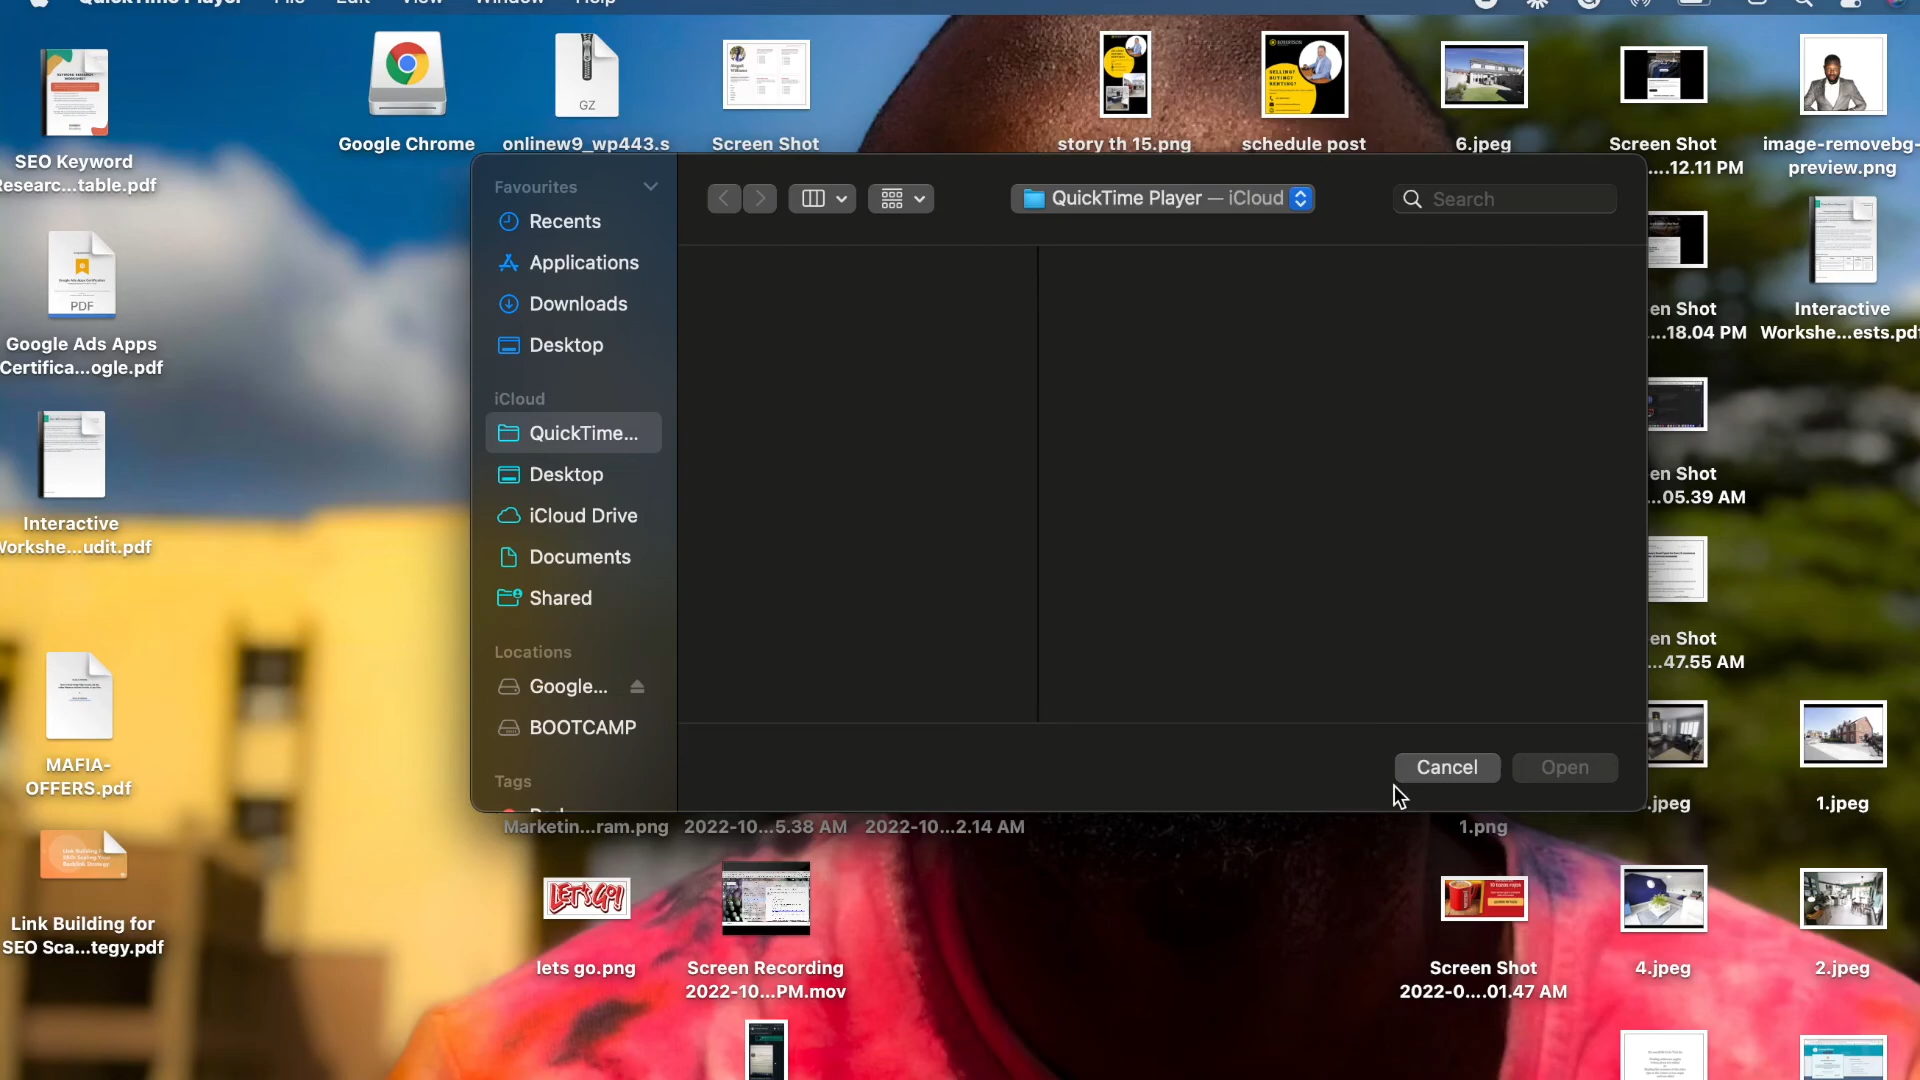 QuickTime Player File Edit View Window Help
SEO Keyword
Researc...table.pdf
Google Chrome
GZ
onlinew9_wp443.s
Screen Shot
story th 15.png
schedule post
6.jpeg
Screen Shot
....12.11 PM
image-removebg-
preview.png
PDF
Google Ads Apps
Certifica...ogle.pdf
Interactive
Workshe...udit.pdf
MAFIA-
OFFERS.pdf
Link Building for
SEO Sca...tegy.pdf
Favourites
Recents
Applications
Downloads
Desktop
iCloud
QuickTime...
Desktop
iCloud Drive
Documents
Shared
Locations
Google...
BOOTCAMP
Tags
QuickTime Player — iCloud
Search
Cancel
Open
en Shot
...18.04 PM
Interactive
Workshe...ests.pdf
en Shot
...05.39 AM
en Shot
...47.55 AM
.jpeg
1.jpeg
Marketin...ram.png
2022-10...5.38 AM
2022-10...2.14 AM
1.png
LET'S GO!
lets go.png
Screen Recording
2022-10...PM.mov
Screen Shot
2022-0....01.47 AM
4.jpeg
2.jpeg